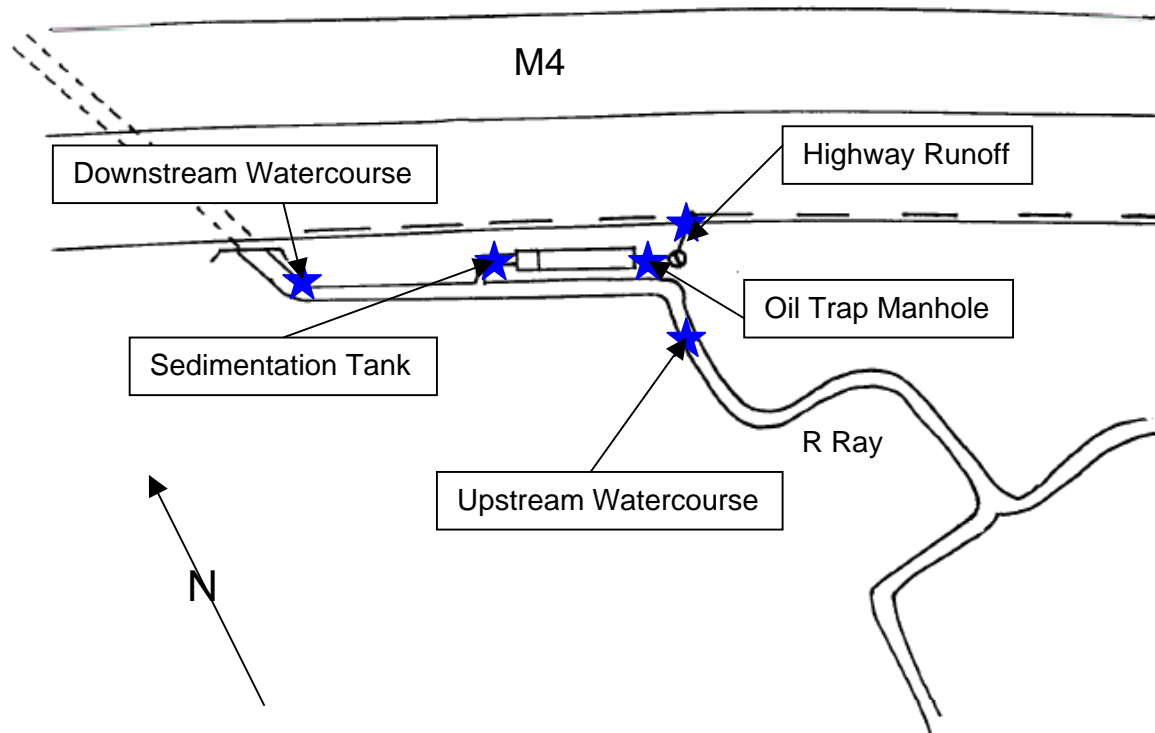 M4
Highway Runoff
Downstream Watercourse
Oil Trap Manhole
Sedimentation Tank
R Ray
Upstream Watercourse
N